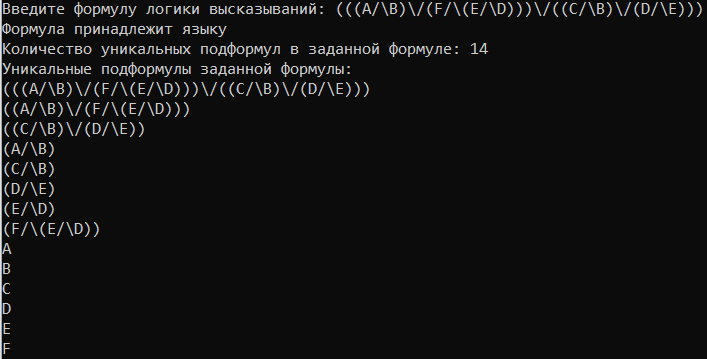 Введите формулу логики высказываний: (((A/\B)\/(F/\(E/\D)))\/((C/\B)\/(D/\E)))
Формула принадлежит языку
Количество уникальных подформул в заданной формуле: 14
Уникальные подформулы заданной формулы:
(((A/\B)\/(F/\(E/\D)))\/((C/\B)\/(D/\E)))
((A/\B)\/(F/\(E/\D)))
((C/\B)\/(D/\E))
(A/\B)
(C/\B)
(D/\E)
(E/\D)
(F/\(E/\D))
A
B
C
D
E
F